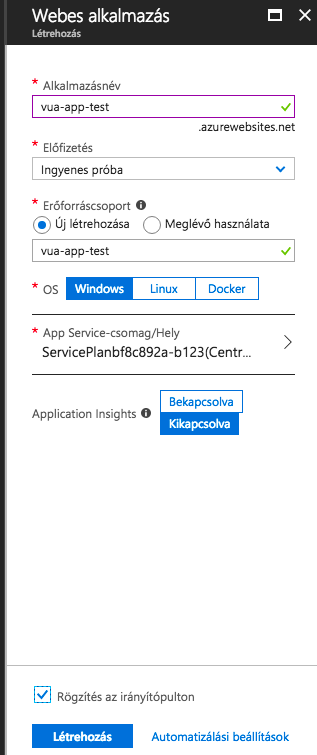 Webes alkalmazás
Létrehozás
* Alkalmazásnév
vua-app-test
.azurewebsites.net
* Előfizetés
Ingyenes próba
* Erőforráscsoport
Új létrehozása Meglévő használata
vua-app-test
* OS Windows Linux Docker
* App Service-csomag/Hely
ServicePlanbf8c892a-b123(Centr...
Application Insights Bekapcsolva
Kikapcsolva
Rögzítés az irányítópulton
Létrehozás Automatizálási beállítások